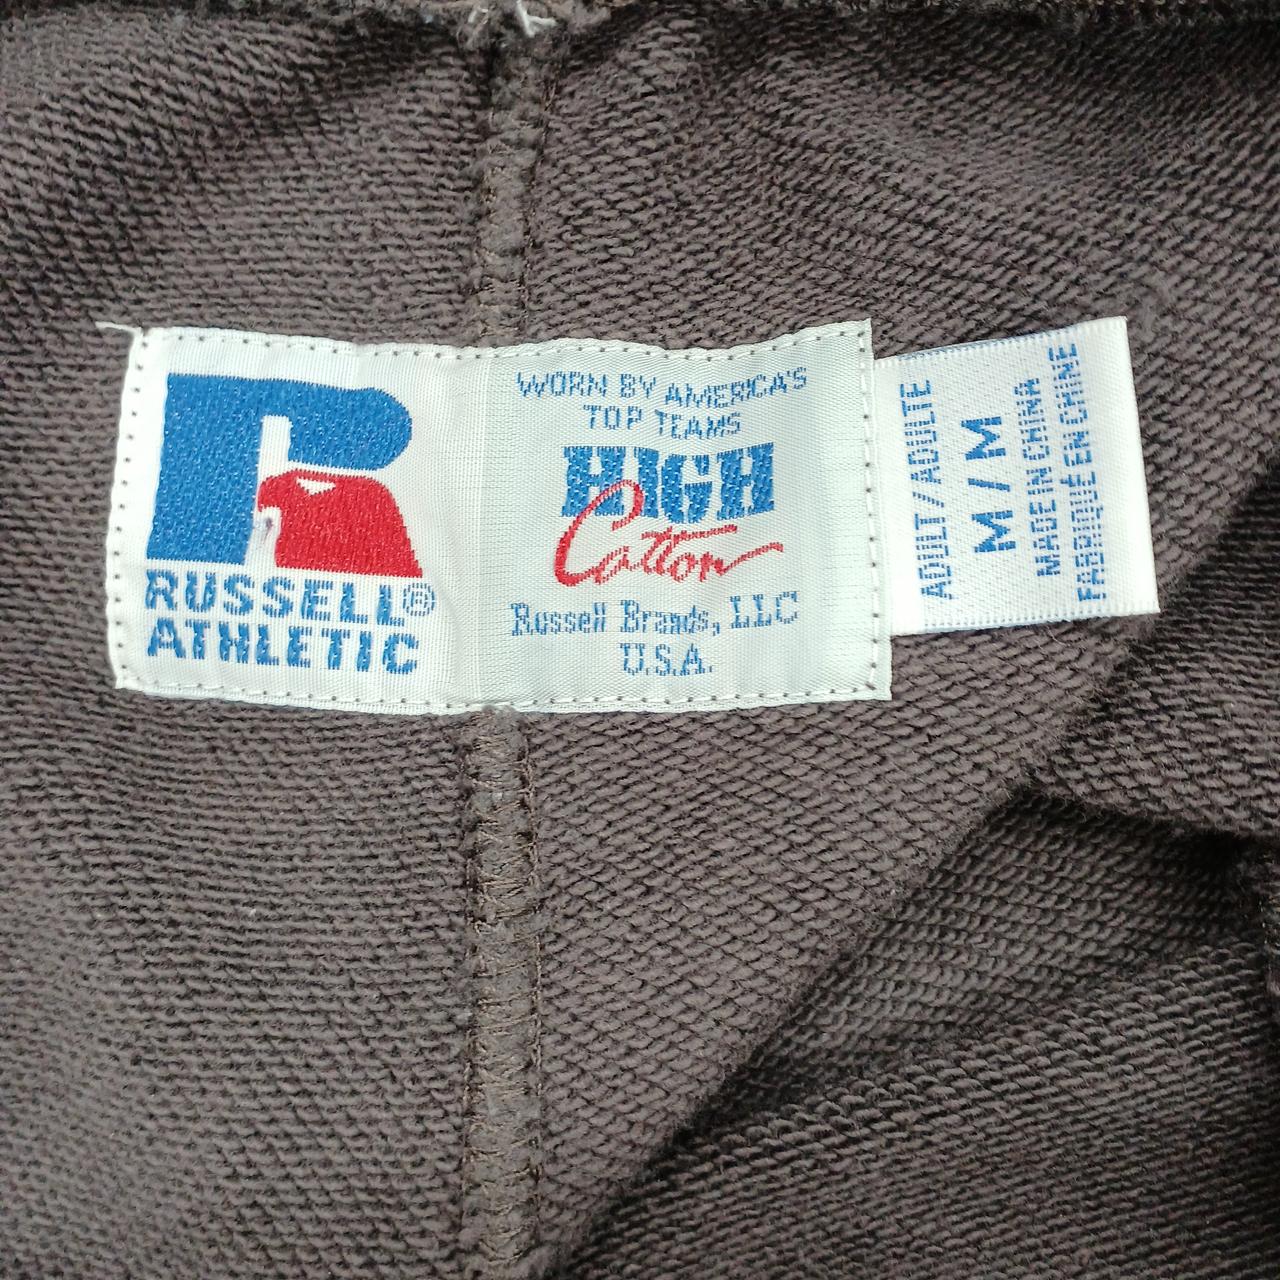 RUSSELL®
ATHLETIC
WORN BY AMERICA'S
TOP TEAMS
HIGH
Cotton
Russell Brands, LLC
U.S.A.
ADULT / ADULTE
M / M
MADE IN CHINA
FABRIQUÉ EN CHINE